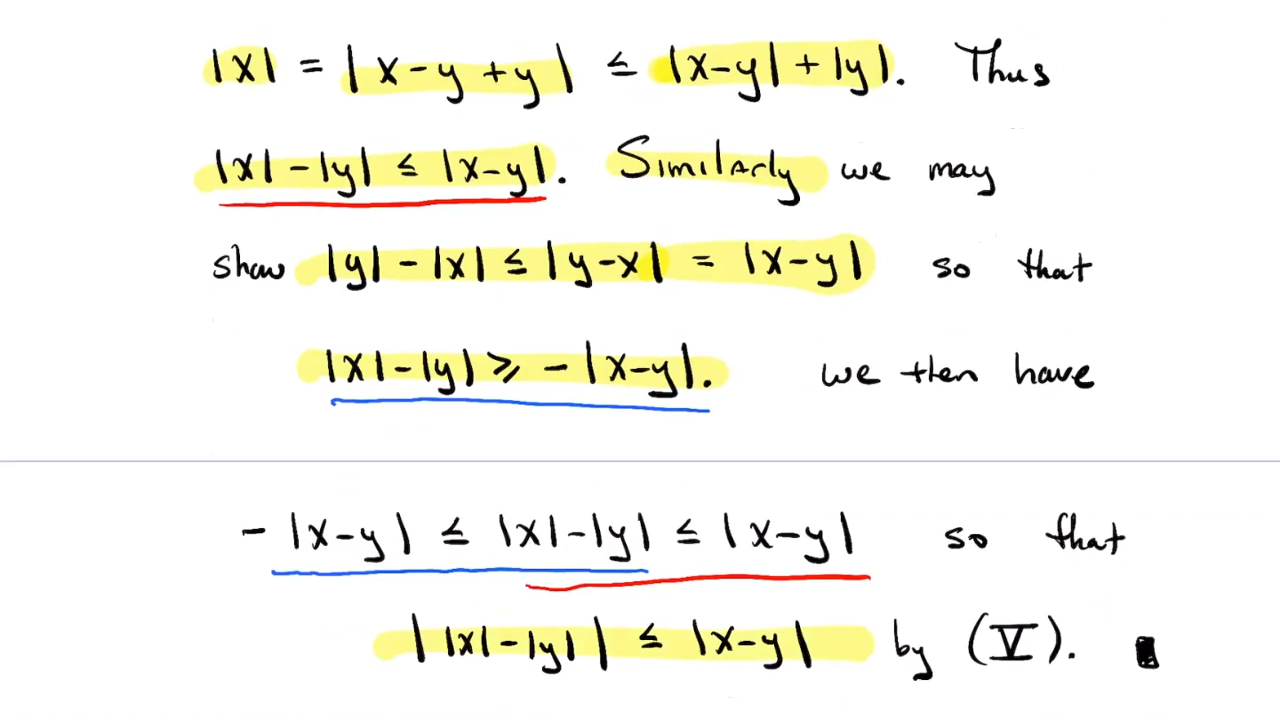 |x| = |x-y+y| ≤ |x-y| + |y|. Thus
|x| - |y| ≤ |x-y|. Similarly we may
show |y| - |x| ≤ |y-x| = |x-y| so that
|x| - |y| ≥ - |x-y|. we then have
- |x-y| ≤ |x| - |y| ≤ |x-y| so that
||x| - |y|| ≤ |x-y| by (V). ∎